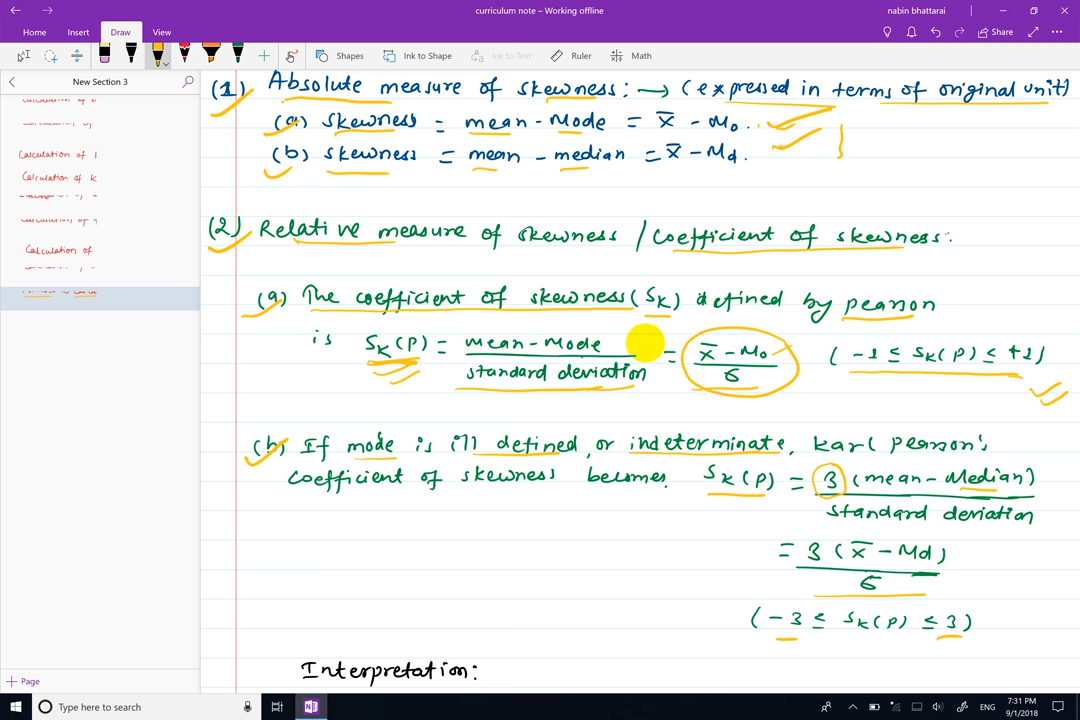 curriculum note – Working offline
nabin bhattarai
Home Insert Draw View
Share
Shapes Ink to Shape Ink to Text Ruler Math
New Section 3
Calculation of
Calculation of k
Calculation of
(1) Absolute measure of skewness: → (expressed in terms of original unit)
(a) skewness = mean - Mode = x̄ - Mo.
(b) skewness = mean - median = x̄ - Md.
(2) Relative measure of skewness / coefficient of skewness:
(a) The coefficient of skewness (Sk) defined by pearson
is Sk(P) = mean - Mode / standard deviation = x̄ - Mo / σ (-1 ≤ Sk(P) ≤ +1)
(b) If mode is ill defined, or indeterminate, karl pearson's
coefficient of skewness becomes. Sk(P) = 3 (mean - Median) / standard deviation
= 3 (x̄ - Md) / σ
(-3 ≤ Sk(P) ≤ 3)
Interpretation:
+ Page
Type here to search
ENG
7:31 PM
9/1/2018